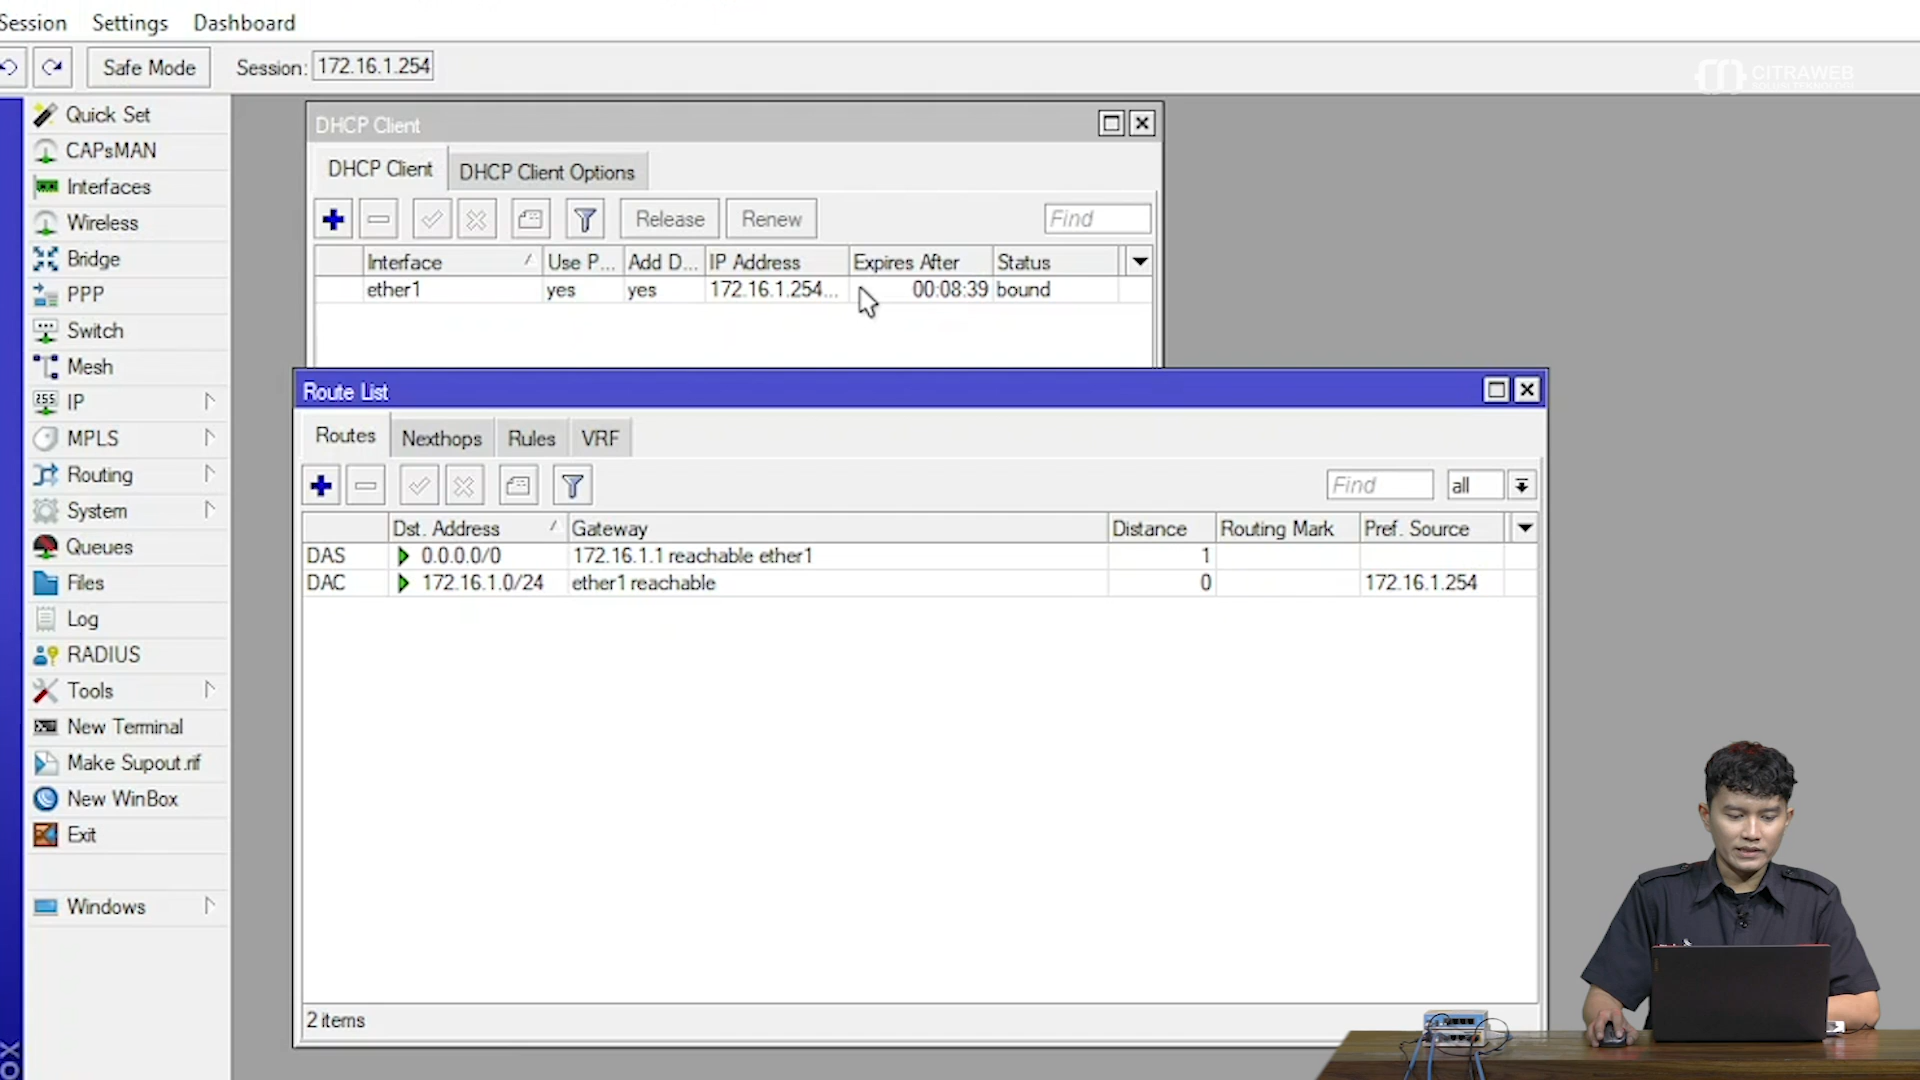 Session Settings Dashboard
Safe Mode Session: 172.16.1.254
CITRAWEB
Quick Set
CAPsMAN
Interfaces
Wireless
Bridge
PPP
Switch
Mesh
IP
MPLS
Routing
System
Queues
Files
Log
RADIUS
Tools
New Terminal
Make Supout.rif
New WinBox
Exit
Windows
DHCP Client
DHCP Client DHCP Client Options
Release Renew Find
Interface Use P... Add D... IP Address Expires After Status
ether1 yes yes 172.16.1.254... 00:08:39 bound
Route List
Routes Nexthops Rules VRF
Find all
Dst. Address Gateway Distance Routing Mark Pref. Source
DAS 0.0.0.0/0 172.16.1.1 reachable ether1 1
DAC 172.16.1.0/24 ether1 reachable 0 172.16.1.254
2 items